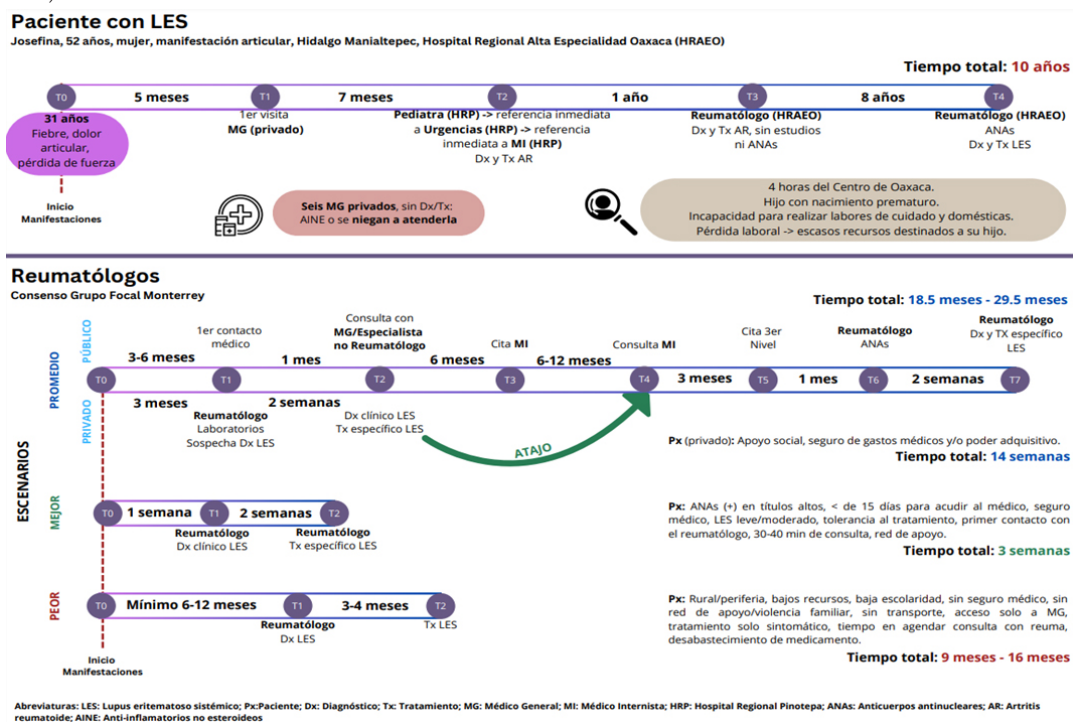 Paciente con LES
Josefina, 52 años, mujer, manifestación articular, Hidalgo Manialtepec, Hospital Regional Alta Especialidad Oaxaca (HRAEO)
Tiempo total: 10 años
T0
5 meses
T1
7 meses
T2
1 año
T3
8 años
T4
31 años
Fiebre, dolor
articular,
pérdida de fuerza
Inicio
Manifestaciones
1er visita
MG (privado)
Pediatra (HRP) -> referencia inmediata
a Urgencias (HRP) -> referencia
inmediata a MI (HRP)
Dx y Tx AR
Reumatólogo (HRAEO)
Dx y Tx AR, sin estudios
ni ANAs
Reumatólogo (HRAEO)
ANAs
Dx y Tx LES
Seis MG privados, sin Dx/Tx:
AINE o se niegan a atenderla
4 horas del Centro de Oaxaca.
Hijo con nacimiento prematuro.
Incapacidad para realizar labores de cuidado y domésticas.
Pérdida laboral -> escasos recursos destinados a su hijo.
Reumatólogos
Consenso Grupo Focal Monterrey
Tiempo total: 18.5 meses - 29.5 meses
ESCENARIOS
PROMEDIO
PÚBLICO
PRIVADO
T0
3-6 meses
1er contacto
médico
T1
1 mes
Consulta con
MG/Especialista
no Reumatólogo
T2
6 meses
Cita MI
T3
6-12 meses
Consulta MI
T4
3 meses
Cita 3er
Nivel
T5
1 mes
Reumatólogo
ANAs
T6
2 semanas
Reumatólogo
Dx y TX específico
LES
T7
3 meses
Reumatólogo
Laboratorios
Sospecha Dx LES
2 semanas
Dx clínico LES
Tx específico LES
ATAJO
Px (privado): Apoyo social, seguro de gastos médicos y/o poder adquisitivo.
Tiempo total: 14 semanas
MEJOR
T0
1 semana
T1
2 semanas
T2
Reumatólogo
Dx clínico LES
Reumatólogo
Tx específico LES
Px: ANAs (+) en títulos altos, < de 15 días para acudir al médico, seguro
médico, LES leve/moderado, tolerancia al tratamiento, primer contacto con
el reumatólogo, 30-40 min de consulta, red de apoyo.
Tiempo total: 3 semanas
PEOR
T0
Mínimo 6-12 meses
T1
3-4 meses
T2
Reumatólogo
Dx LES
Tx LES
Px: Rural/periferia, bajos recursos, baja escolaridad, sin seguro médico, sin
red de apoyo/violencia familiar, sin transporte, acceso solo a MG,
tratamiento solo sintomático, tiempo en agendar consulta con reuma,
desabastecimiento de medicamento.
Tiempo total: 9 meses - 16 meses
Inicio
Manifestaciones
Abreviaturas: LES: Lupus eritematoso sistémico; Px:Paciente; Dx: Diagnóstico; Tx: Tratamiento; MG: Médico General; MI: Médico Internista; HRP: Hospital Regional Pinotepa; ANAs: Anticuerpos antinucleares; AR: Artritis
reumatoide; AINE: Anti-inflamatorios no esteroideos